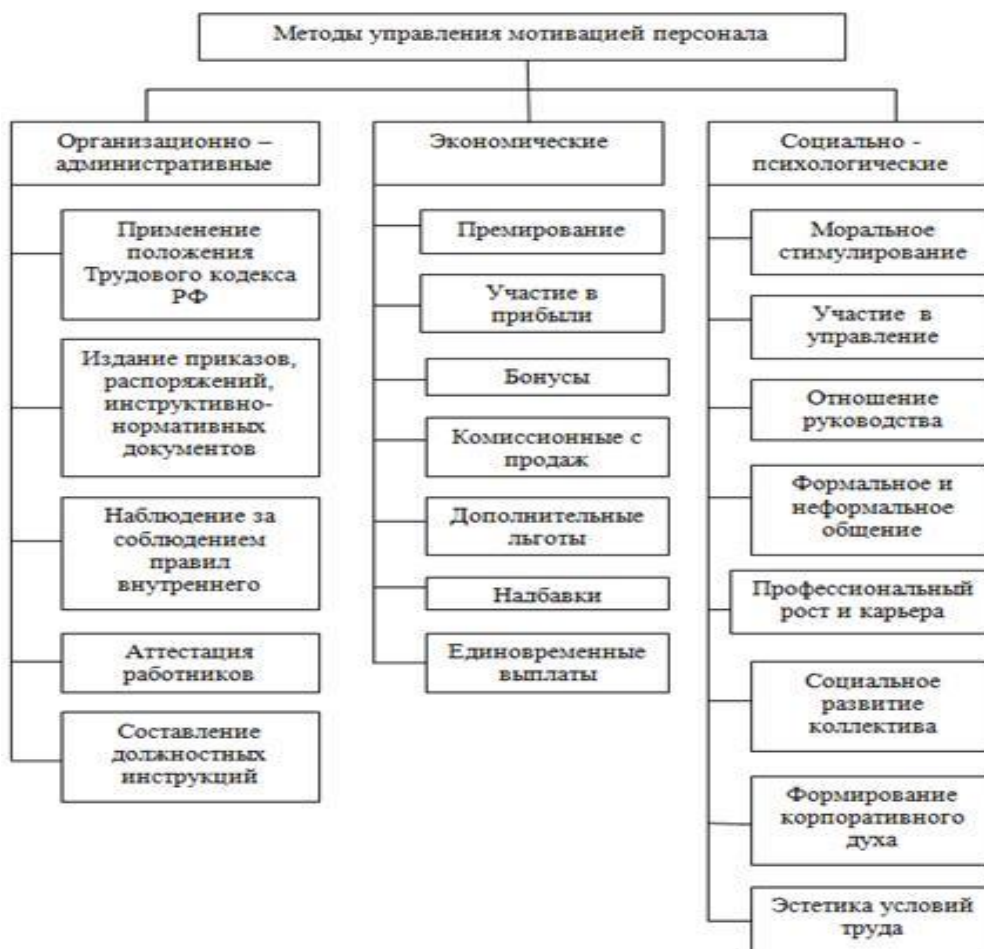 Методы управления мотивацией персонала
Организационно –
административные
Применение
положения
Трудового кодекса
РФ
Издание приказов,
распоряжений,
инструктивно-
нормативных
документов
Наблюдение за
соблюдением
правил
внутреннего
Аттестация
работников
Составление
должностных
инструкций
Экономические
Премирование
Участие в
прибыли
Бонусы
Комиссионные с
продаж
Дополнительные
льготы
Надбавки
Единовременные
выплаты
Социально -
психологические
Моральное
стимулирование
Участие в
управление
Отношение
руководства
Формальное и
неформальное
общение
Профессиональный
рост и карьера
Социальное
развитие
коллектива
Формирование
корпоративного
духа
Эстетика условий
труда